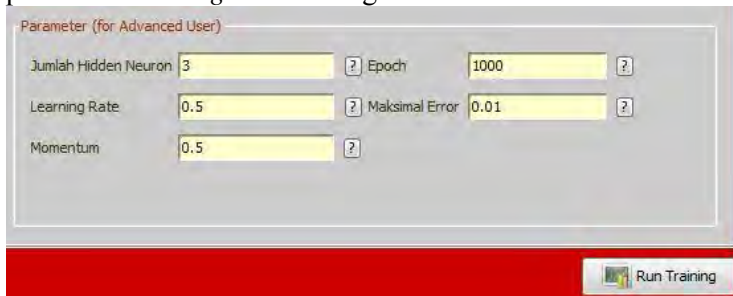 Parameter (for Advanced User)
Jumlah Hidden Neuron 3 ? Epoch 1000 ?
Learning Rate 0.5 ? Maksimal Error 0.01 ?
Momentum 0.5 ?
Run Training